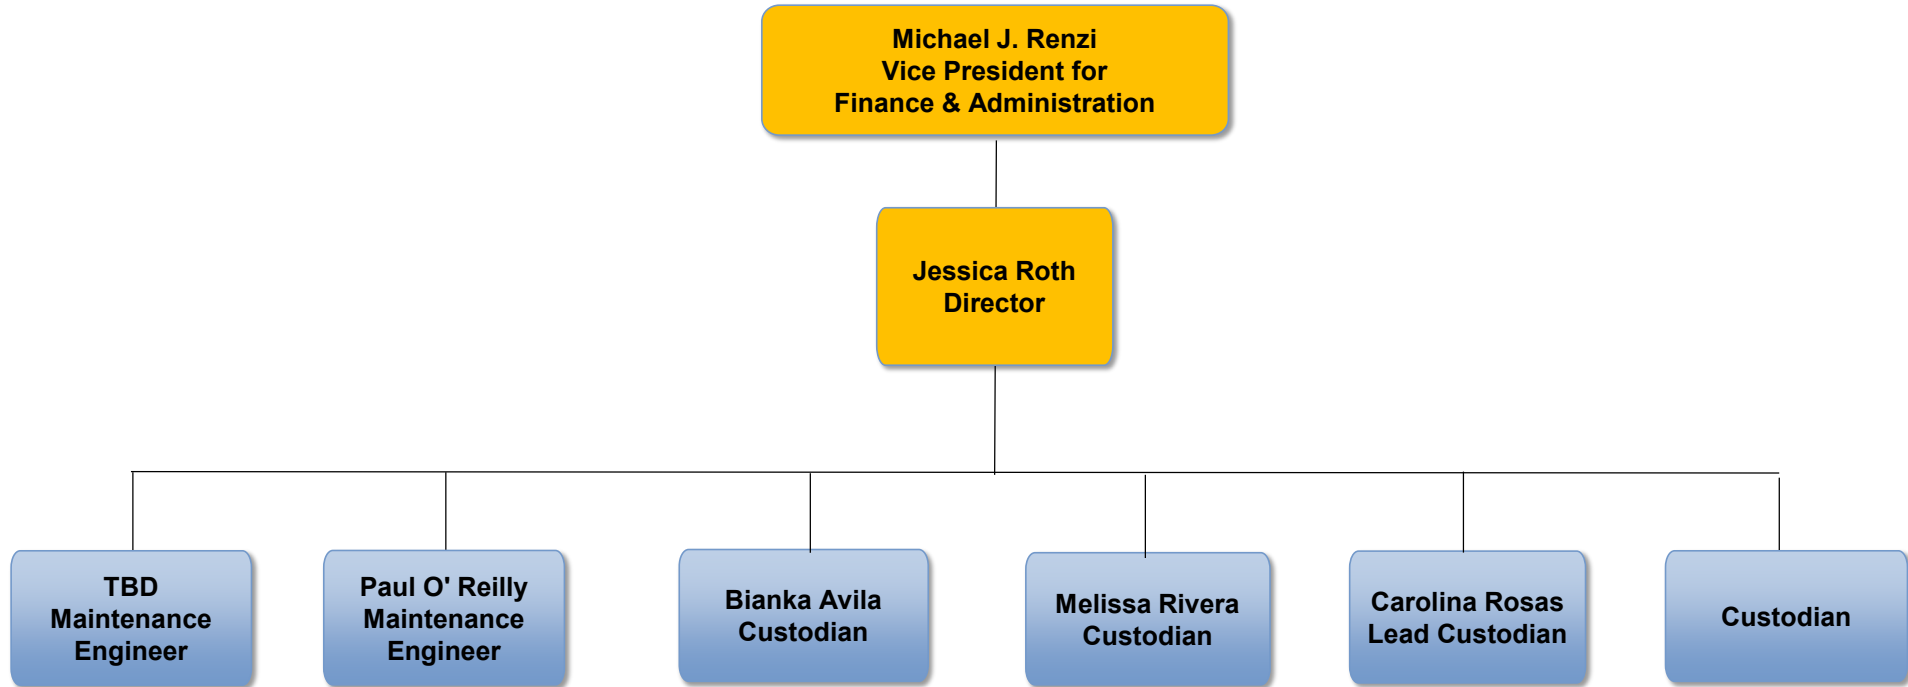 Michael J. Renzi
Vice President for
Finance & Administration
Jessica Roth
Director
TBD
Maintenance
Engineer
Paul O' Reilly
Maintenance
Engineer
Bianka Avila
Custodian
Melissa Rivera
Custodian
Carolina Rosas
Lead Custodian
Custodian